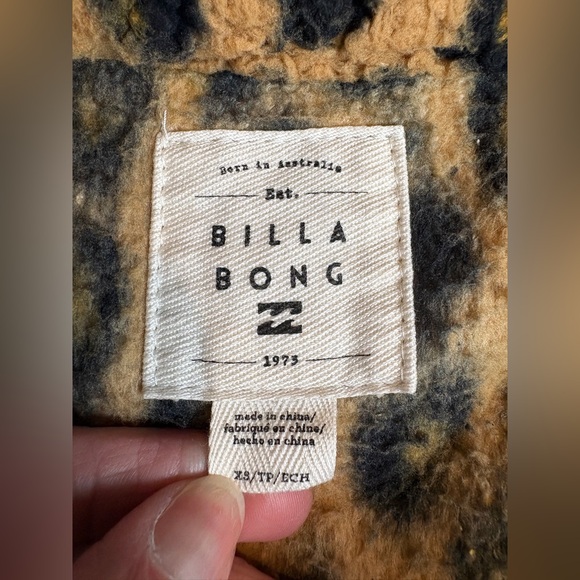 Born in Australia
Est.
BILLA
BONG
1973
made in china/
fabriqué en chine/
hecho en china
XS/TP/ECH